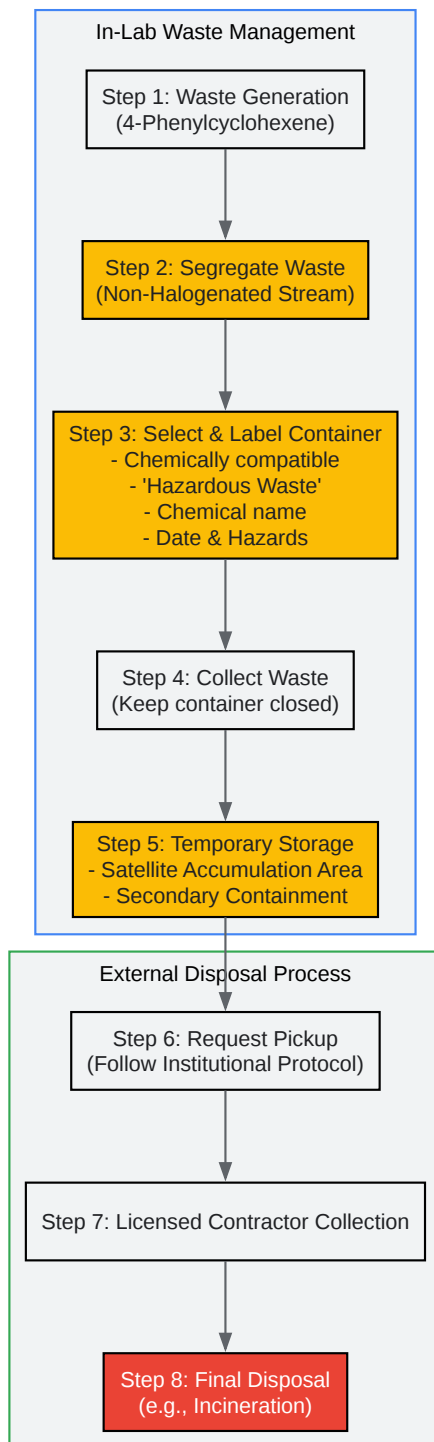 In-Lab Waste Management
Step 1: Waste Generation
(4-Phenylcyclohexene)
Step 2: Segregate Waste
(Non-Halogenated Stream)
Step 3: Select & Label Container
- Chemically compatible
- 'Hazardous Waste'
- Chemical name
- Date & Hazards
Step 4: Collect Waste
(Keep container closed)
Step 5: Temporary Storage
- Satellite Accumulation Area
- Secondary Containment
External Disposal Process
Step 6: Request Pickup
(Follow Institutional Protocol)
Step 7: Licensed Contractor Collection
Step 8: Final Disposal
(e.g., Incineration)